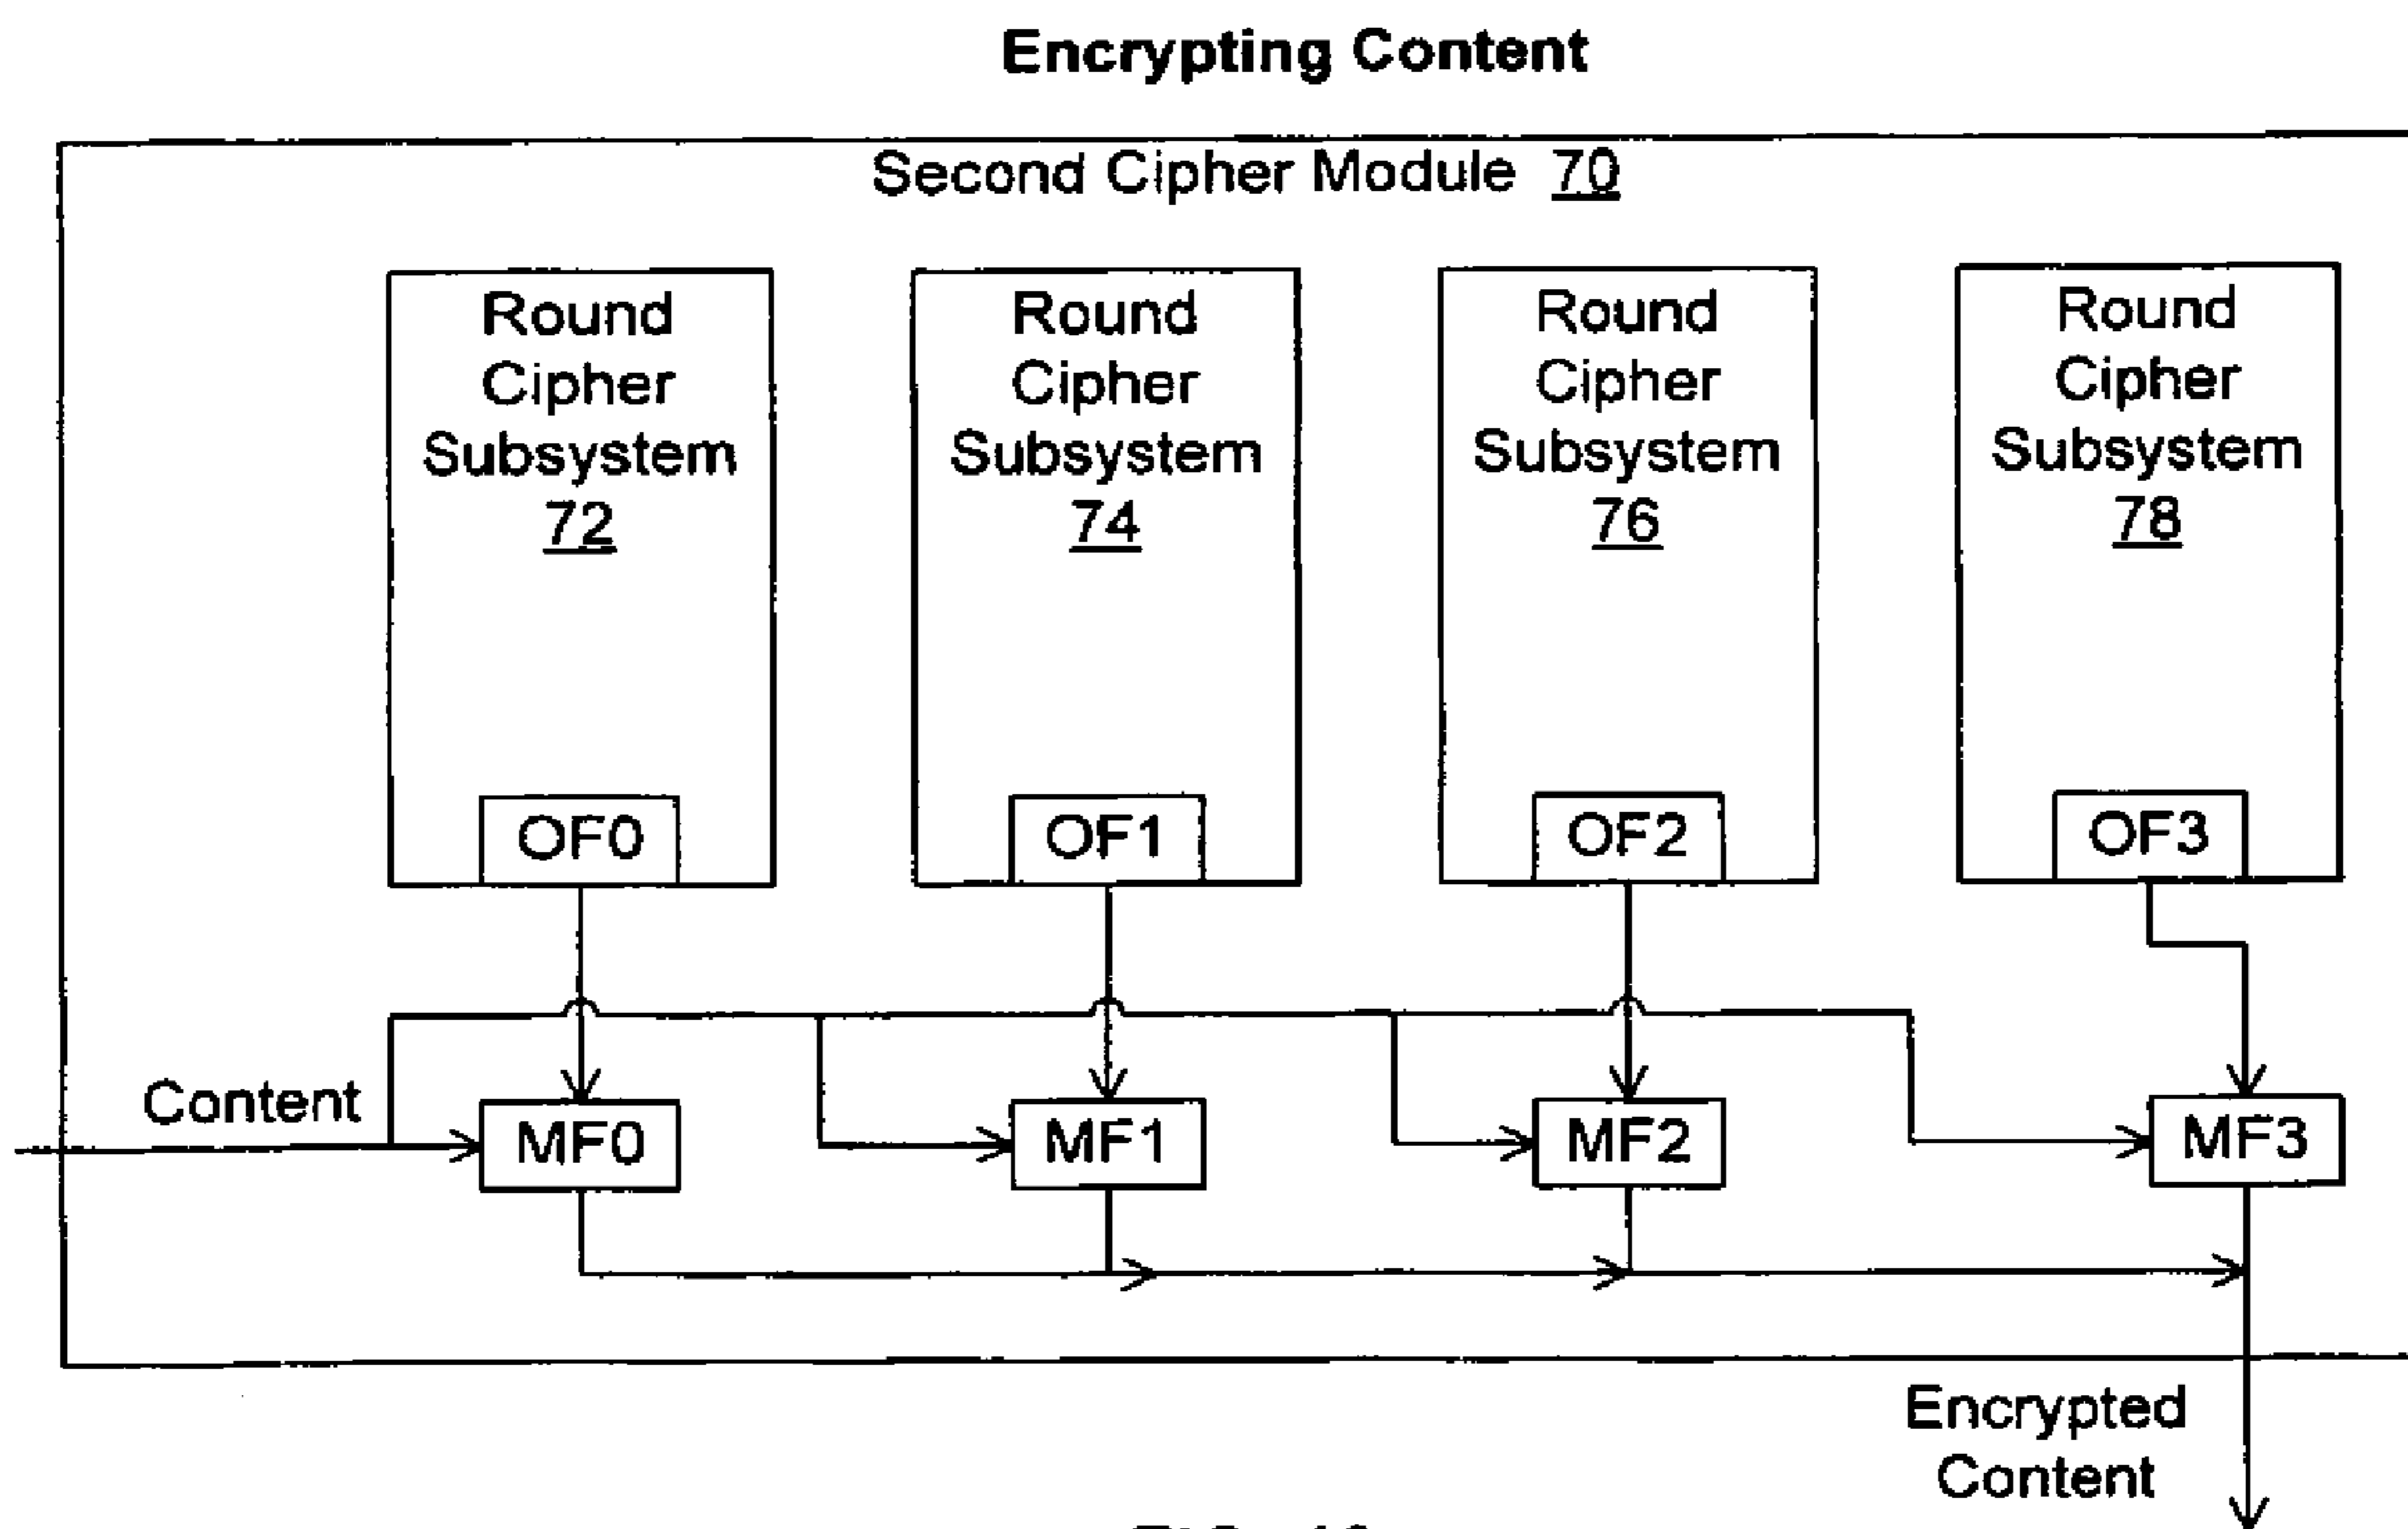 Encrypting Content
Second Cipher Module 70
Round
Cipher
Subsystem
72
Round
Cipher
Subsystem
74
Round
Cipher
Subsystem
76
Round
Cipher
Subsystem
78
OF0
OF1
OF2
OF3
Content
MF0
MF1
MF2
MF3
Encrypted
Content